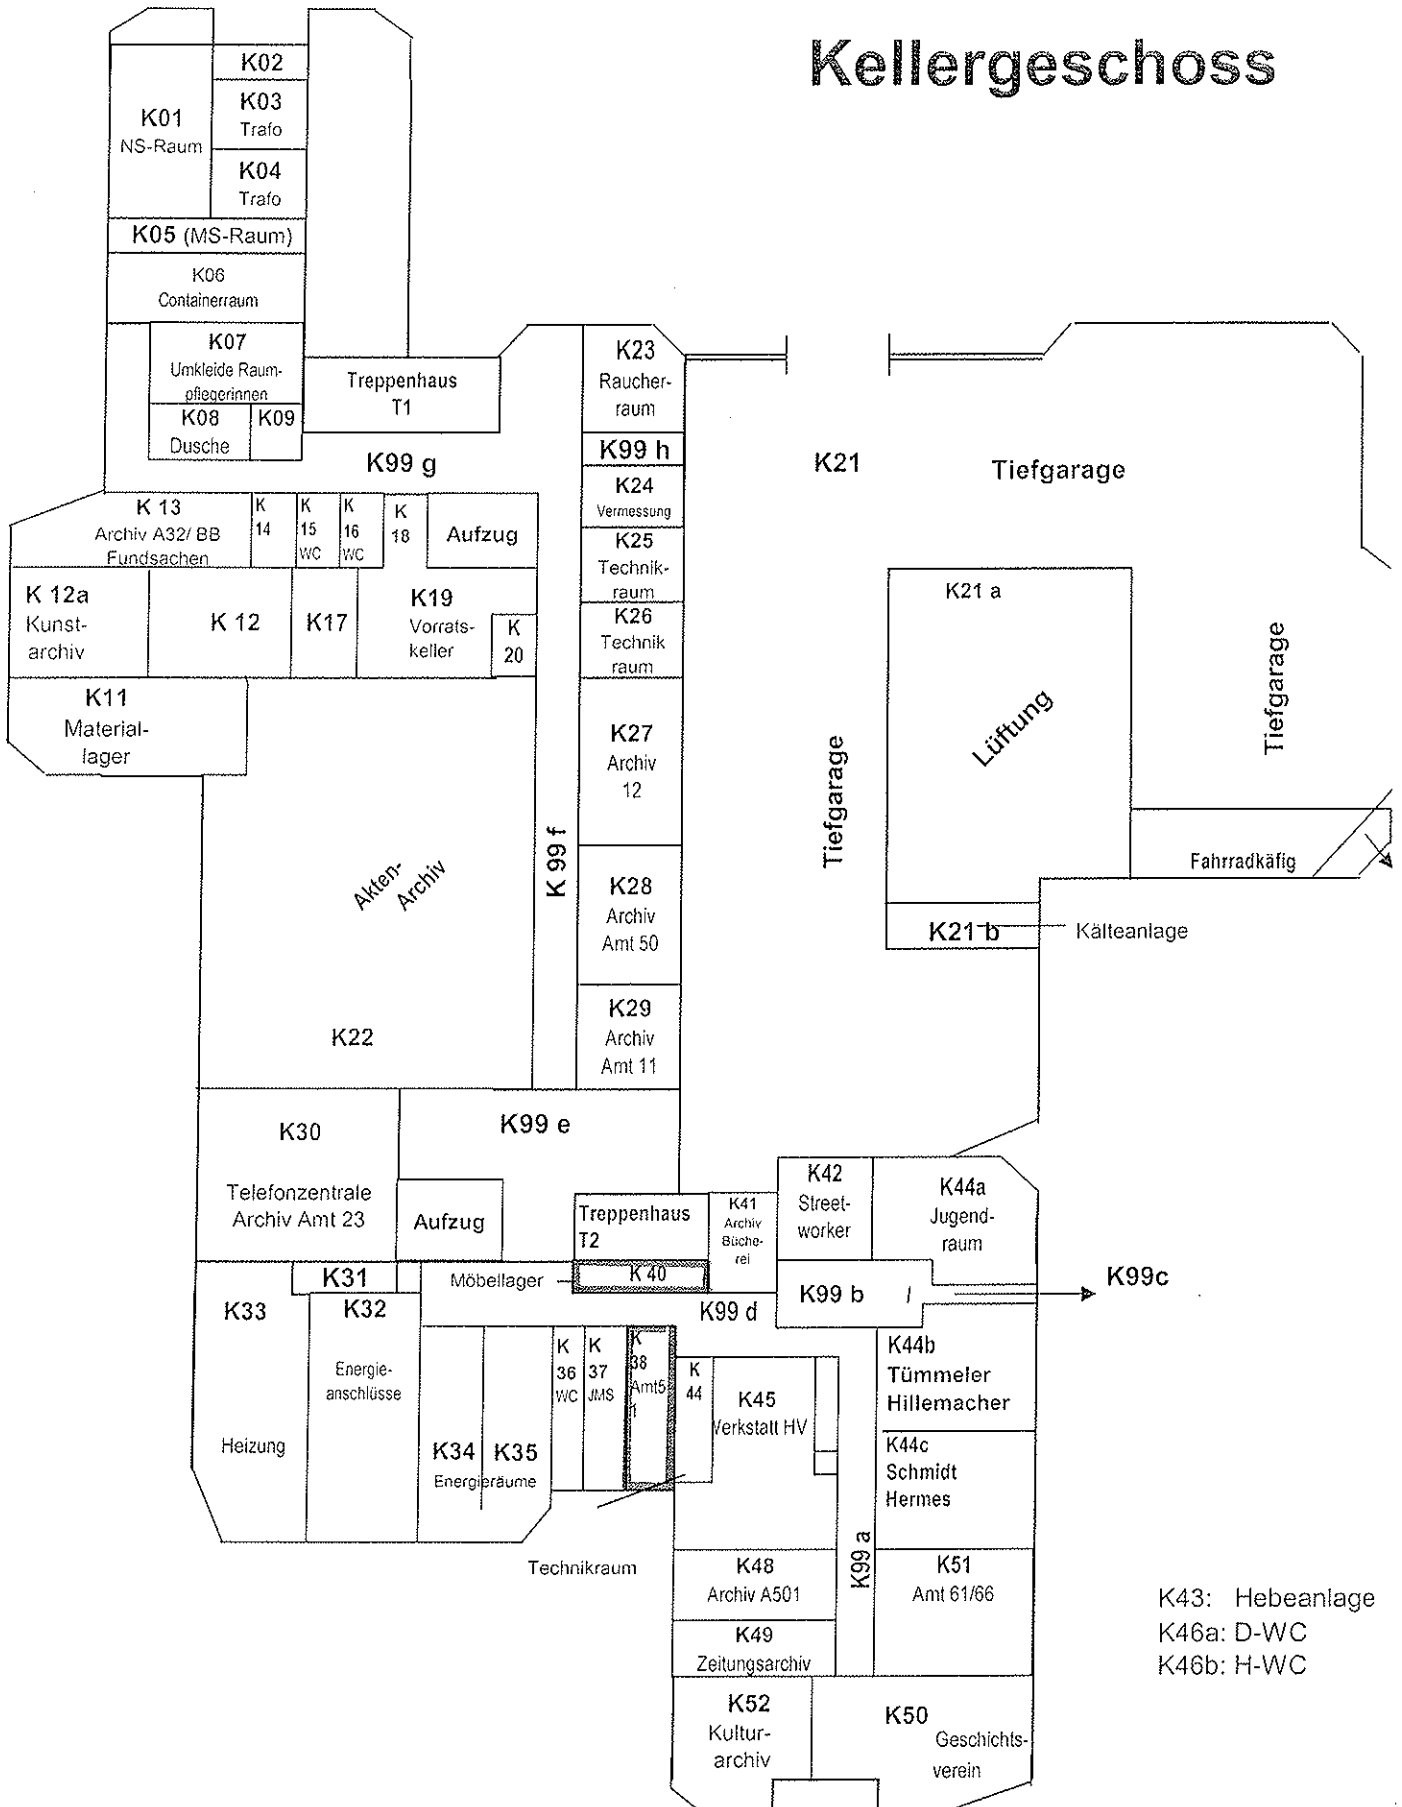 Kellergeschoss
K02
K01
NS-Raum
K03
Trafo
K04
Trafo
K05 (MS-Raum)
K06
Containerraum
K07
Umkleide Raum-
pflegerinnen
K08
Dusche
K09
Treppenhaus
T1
K99 g
K23
Raucher-
raum
K99 h
K24
Vermessung
K25
Technik-
raum
K26
Technik
raum
K27
Archiv
12
K28
Archiv
Amt 50
K29
Archiv
Amt 11
K 13
Archiv A32/ BB
Fundsachen
K
14
K
15
WC
K
16
WC
K
18
Aufzug
K 12a
Kunst-
archiv
K 12
K17
K19
Vorrats-
keller
K
20
K11
Material-
lager
Akten-
Archiv
K22
K 99 f
K21
Tiefgarage
K21 a
Lüftung
Tiefgarage
Tiefgarage
Fahrradkäfig
K21 b
Kälteanlage
K30
Telefonzentrale
Archiv Amt 23
K99 e
Aufzug
Treppenhaus
T2
K41
Archiv
Büche-
rei
K42
Street-
worker
K44a
Jugend-
raum
K31
Möbellager
K 40
K99 d
K99 b
K99c
K33
Heizung
K32
Energie-
anschlüsse
K34
K35
Energieräume
K
36
WC
K
37
JMS
K
38
Amt5
1
K
44
K45
Verkstatt HV
Technikraum
K44b
Tümmeler
Hillemacher
K44c
Schmidt
Hermes
K99 a
K48
Archiv A501
K51
Amt 61/66
K49
Zeitungsarchiv
K52
Kultur-
archiv
K50
Geschichts-
verein
K43: Hebeanlage
K46a: D-WC
K46b: H-WC